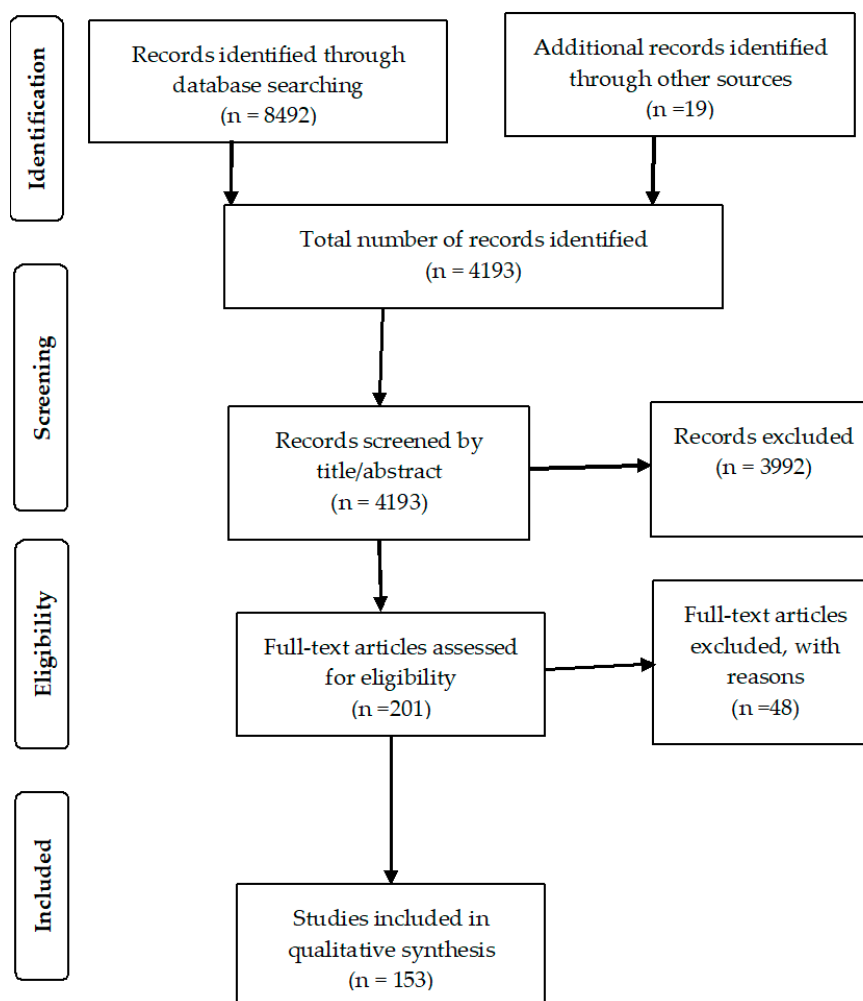 Identification
Records identified through
database searching
(n = 8492)
Additional records identified
through other sources
(n =19)
Total number of records identified
(n = 4193)
Screening
Records screened by
title/abstract
(n = 4193)
Records excluded
(n = 3992)
Eligibility
Full-text articles assessed
for eligibility
(n =201)
Full-text articles
excluded, with
reasons
(n =48)
Included
Studies included in
qualitative synthesis
(n = 153)